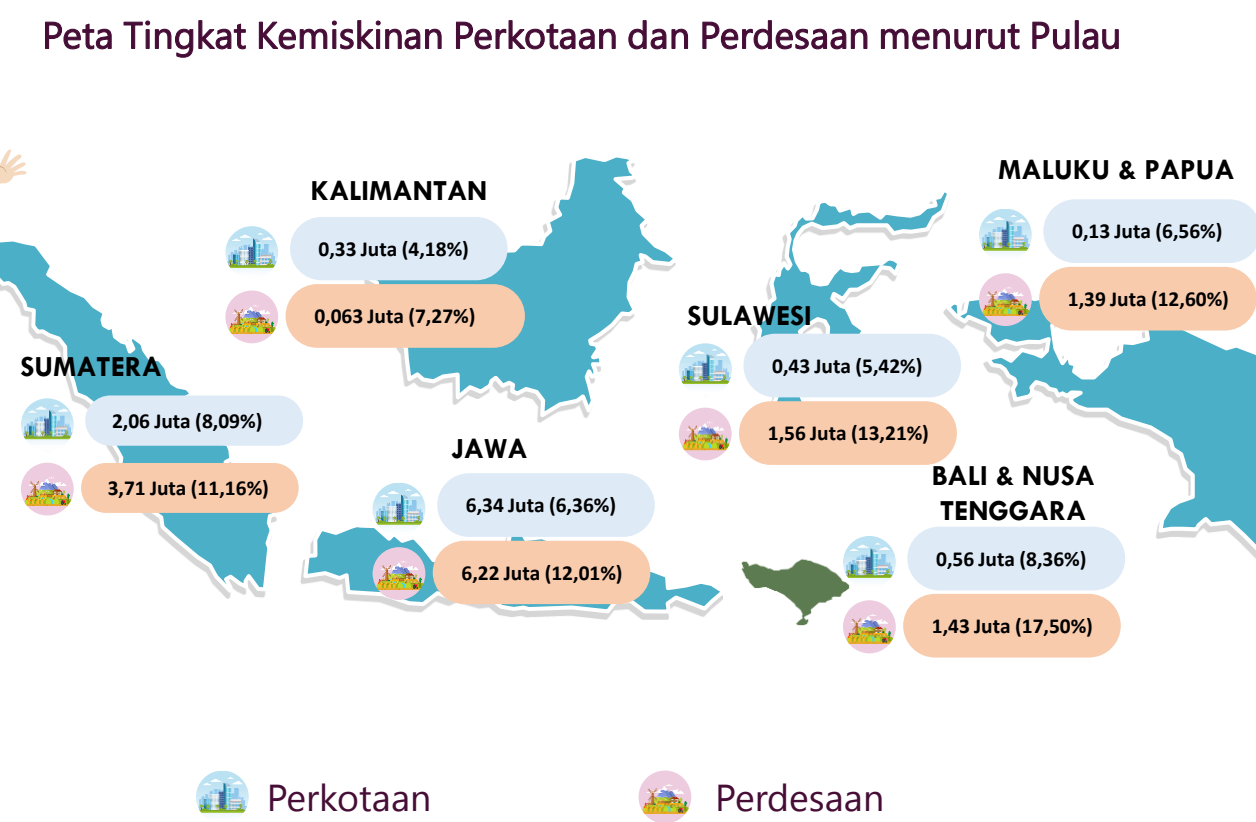 Peta Tingkat Kemiskinan Perkotaan dan Perdesaan menurut Pulau
KALIMANTAN
0,33 Juta (4,18%)
0,063 Juta (7,27%)
MALUKU & PAPUA
0,13 Juta (6,56%)
1,39 Juta (12,60%)
SULAWESI
0,43 Juta (5,42%)
1,56 Juta (13,21%)
SUMATERA
2,06 Juta (8,09%)
3,71 Juta (11,16%)
JAWA
6,34 Juta (6,36%)
6,22 Juta (12,01%)
BALI & NUSA
TENGGARA
0,56 Juta (8,36%)
1,43 Juta (17,50%)
Perkotaan
Perdesaan